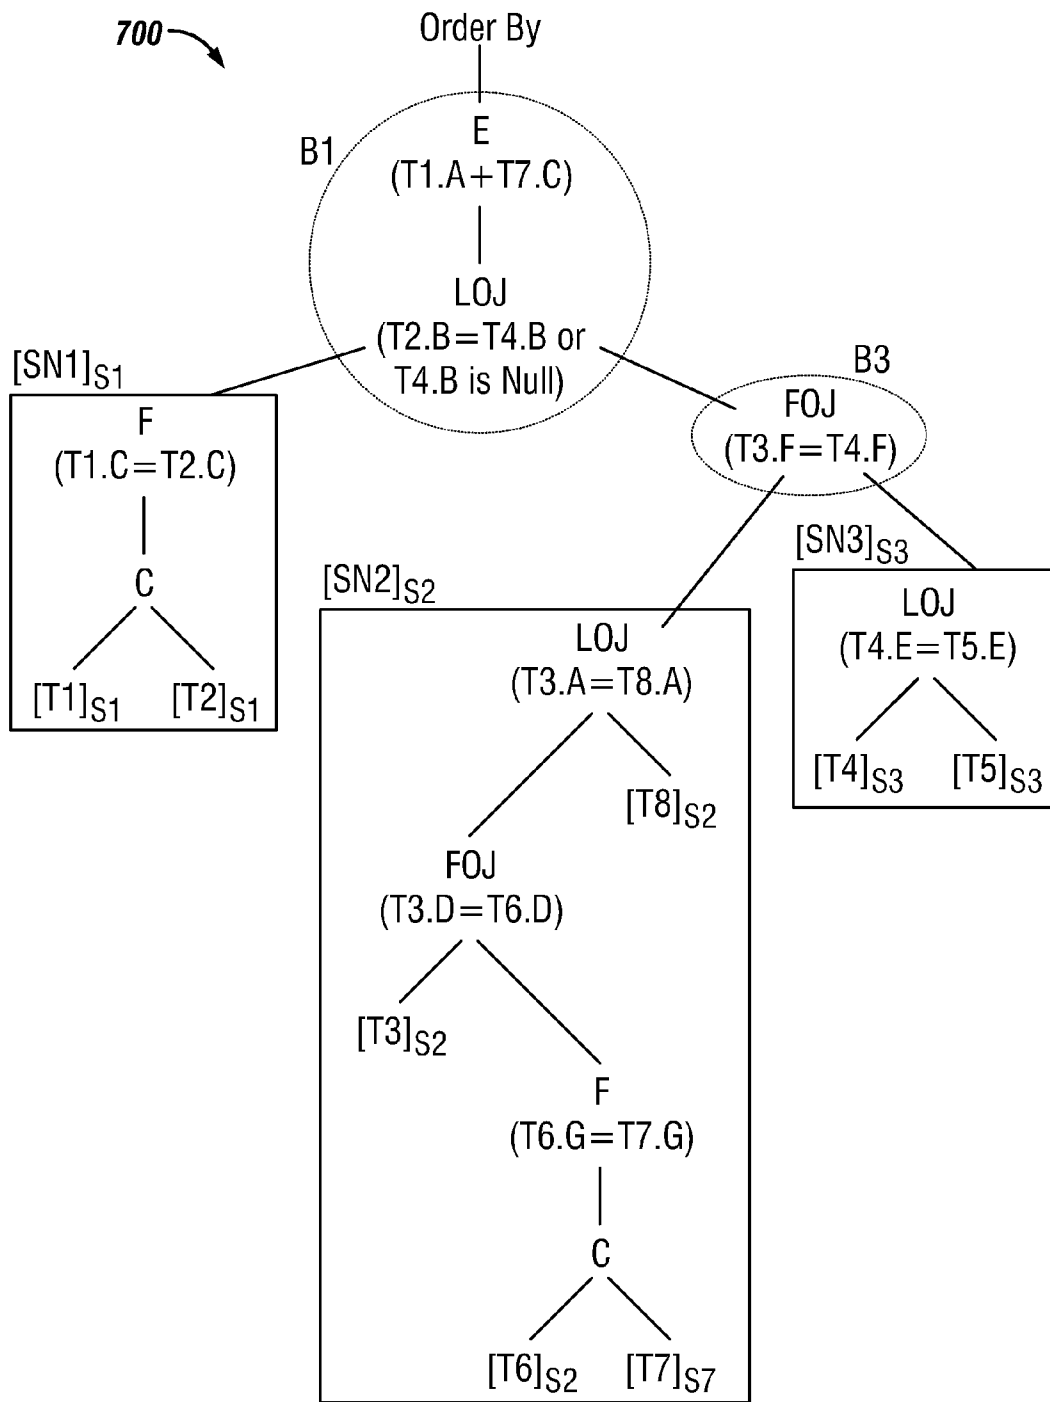 700
Order By
B1
E
(T1.A+T7.C)
LOJ
(T2.B=T4.B or
T4.B is Null)
[SN1]S1
F
(T1.C=T2.C)
C
[T1]S1 [T2]S1
B3
FOJ
(T3.F=T4.F)
[SN2]S2
LOJ
(T3.A=T8.A)
[T8]S2
FOJ
(T3.D=T6.D)
[T3]S2
F
(T6.G=T7.G)
C
[T6]S2 [T7]S7
[SN3]S3
LOJ
(T4.E=T5.E)
[T4]S3 [T5]S3